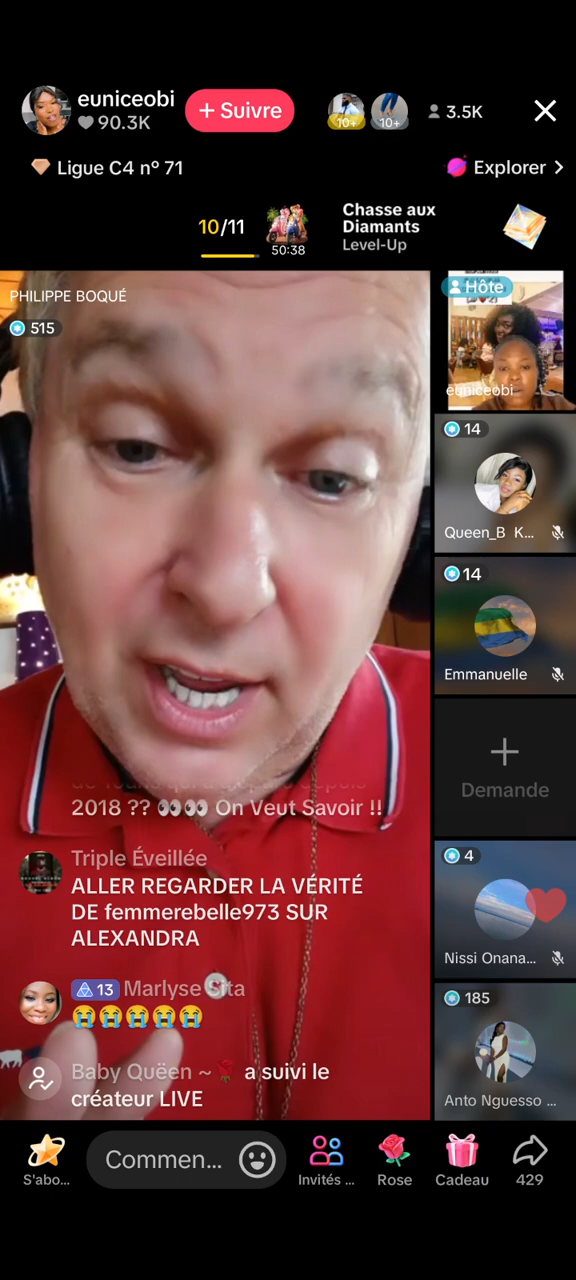 euniceobi
90.3K
+ Suivre
10+
10+
3.5K
Ligue C4 nº 71
Explorer
10/11
50:38
Chasse aux
Diamants
Level-Up
PHILIPPE BOQUÉ
515
Hôte
euniceobi
14
Queen_B K...
14
Emmanuelle
Demande
4
Nissi Onana...
185
Anto Nguesso ...
2018 ?? 👀👀 On Veut Savoir !!
Triple Éveillée
ALLER REGARDER LA VÉRITÉ
DE femmerebelle973 SUR
ALEXANDRA
13 Marlyse Sita
😭😭😭😭😭
Baby Quëen ~🌹 a suivi le
créateur LIVE
S'abo...
Commen...
Invités ...
Rose
Cadeau
429